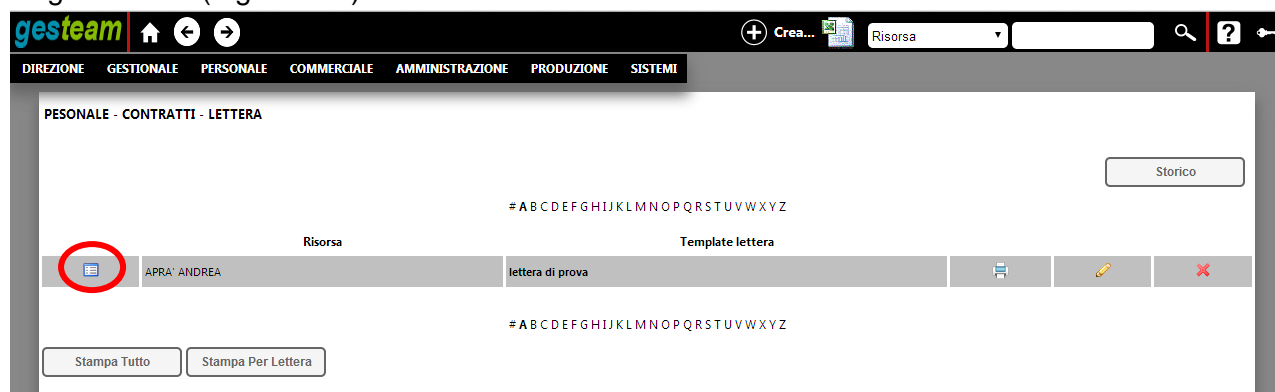 gesteam Crea... Risorsa ?
DIREZIONE GESTIONALE PERSONALE COMMERCIALE AMMINISTRAZIONE PRODUZIONE SISTEMI
PESONALE - CONTRATTI - LETTERA
Storico
# A B C D E F G H I J K L M N O P Q R S T U V W X Y Z
Risorsa Template lettera
APRA' ANDREA lettera di prova
# A B C D E F G H I J K L M N O P Q R S T U V W X Y Z
Stampa Tutto Stampa Per Lettera